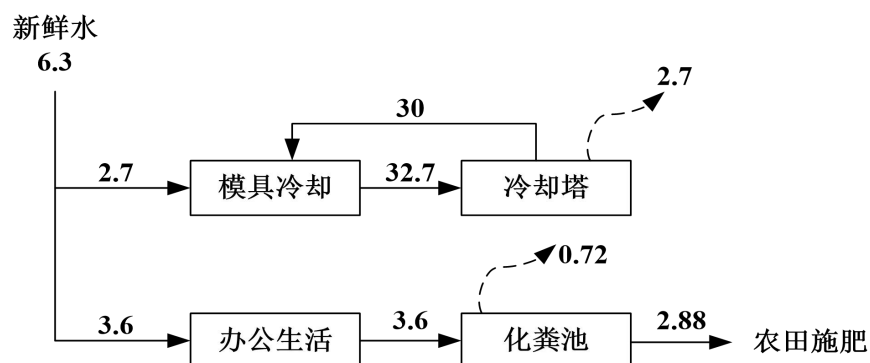 新鲜水
6.3
2.7
30
2.7
模具冷却
32.7
冷却塔
0.72
3.6
办公生活
3.6
化粪池
2.88
农田施肥